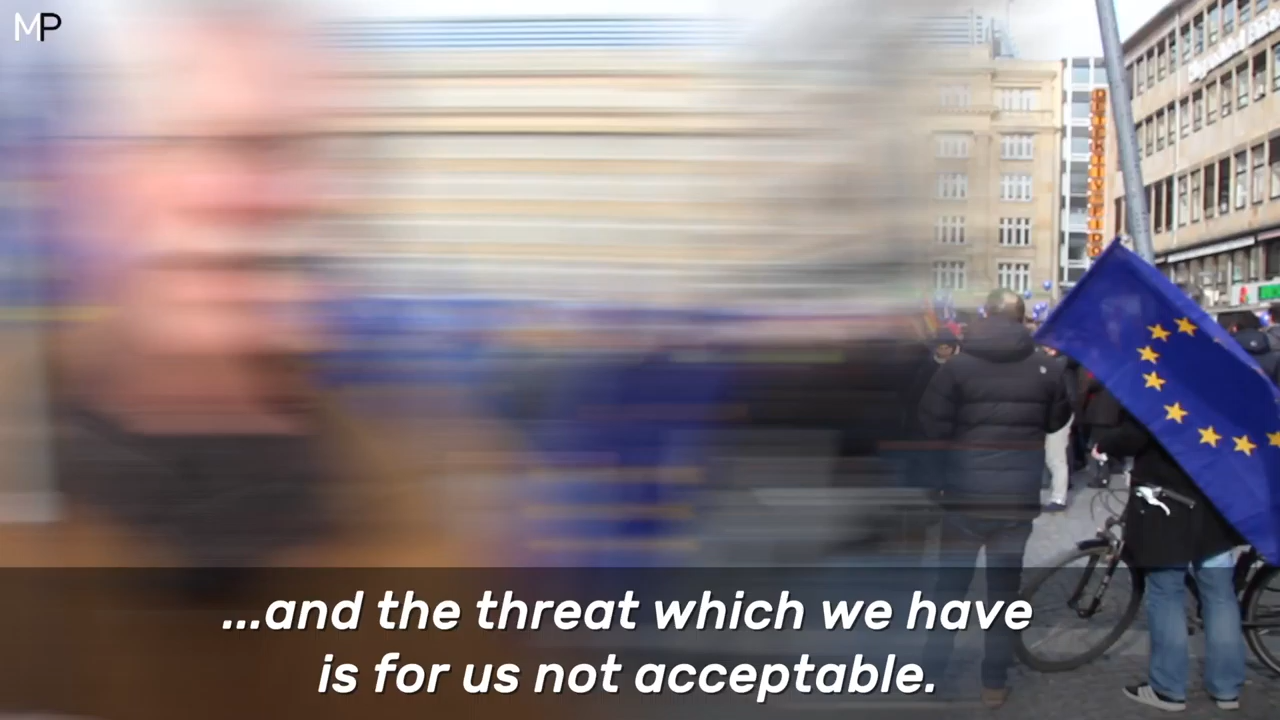 MP
...and the threat which we have
is for us not acceptable.